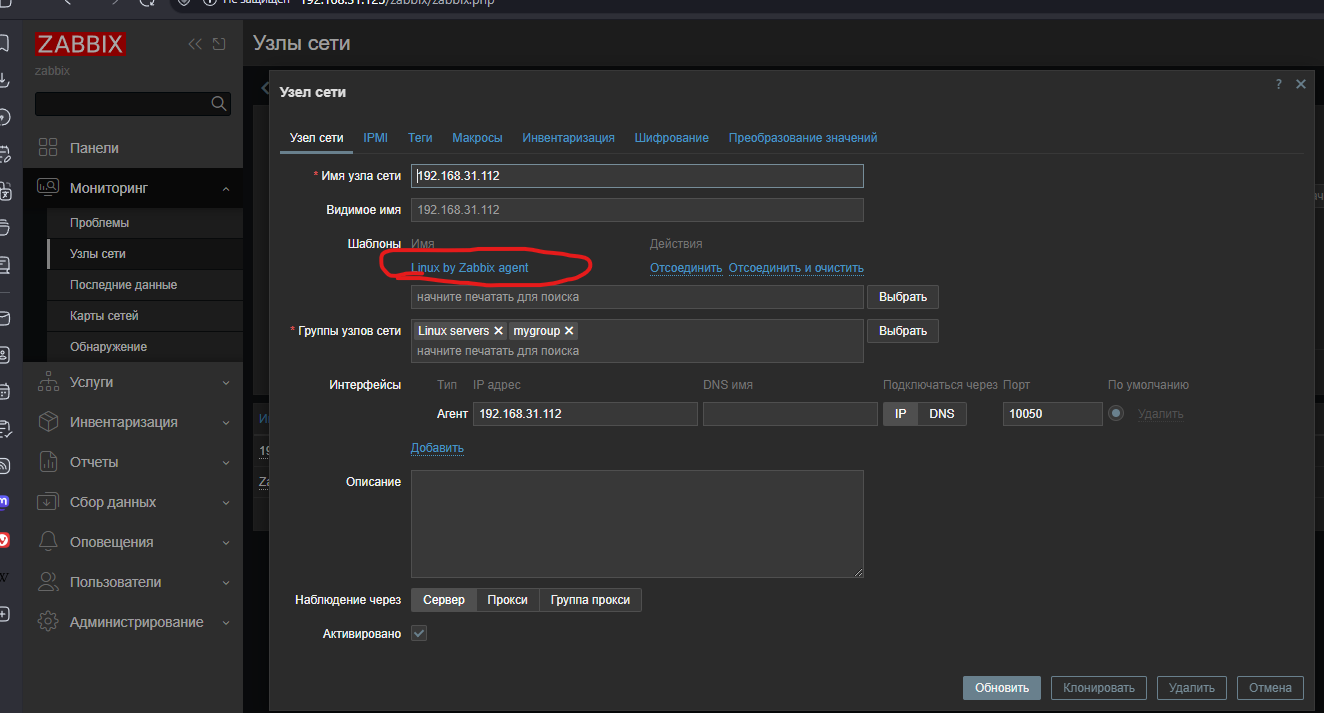 192.168.31.125/zabbix/zabbix.php
ZABBIX
zabbix
Узлы сети
Панели
Мониторинг
Проблемы
Узлы сети
Последние данные
Карты сетей
Обнаружение
Услуги
Инвентаризация
Отчеты
Сбор данных
Оповещения
Пользователи
Администрирование
Узел сети
?
Узел сети IPMI Теги Макросы Инвентаризация Шифрование Преобразование значений
* Имя узла сети 192.168.31.112
Видимое имя 192.168.31.112
Шаблоны Имя Действия
Linux by Zabbix agent Отсоединить Отсоединить и очистить
начните печатать для поиска Выбрать
* Группы узлов сети Linux servers mygroup Выбрать
начните печатать для поиска
Интерфейсы Тип IP адрес DNS имя Подключаться через Порт По умолчанию
Агент 192.168.31.112 IP DNS 10050 Удалить
Добавить
Описание
Наблюдение через Сервер Прокси Группа прокси
Активировано
Обновить Клонировать Удалить Отмена